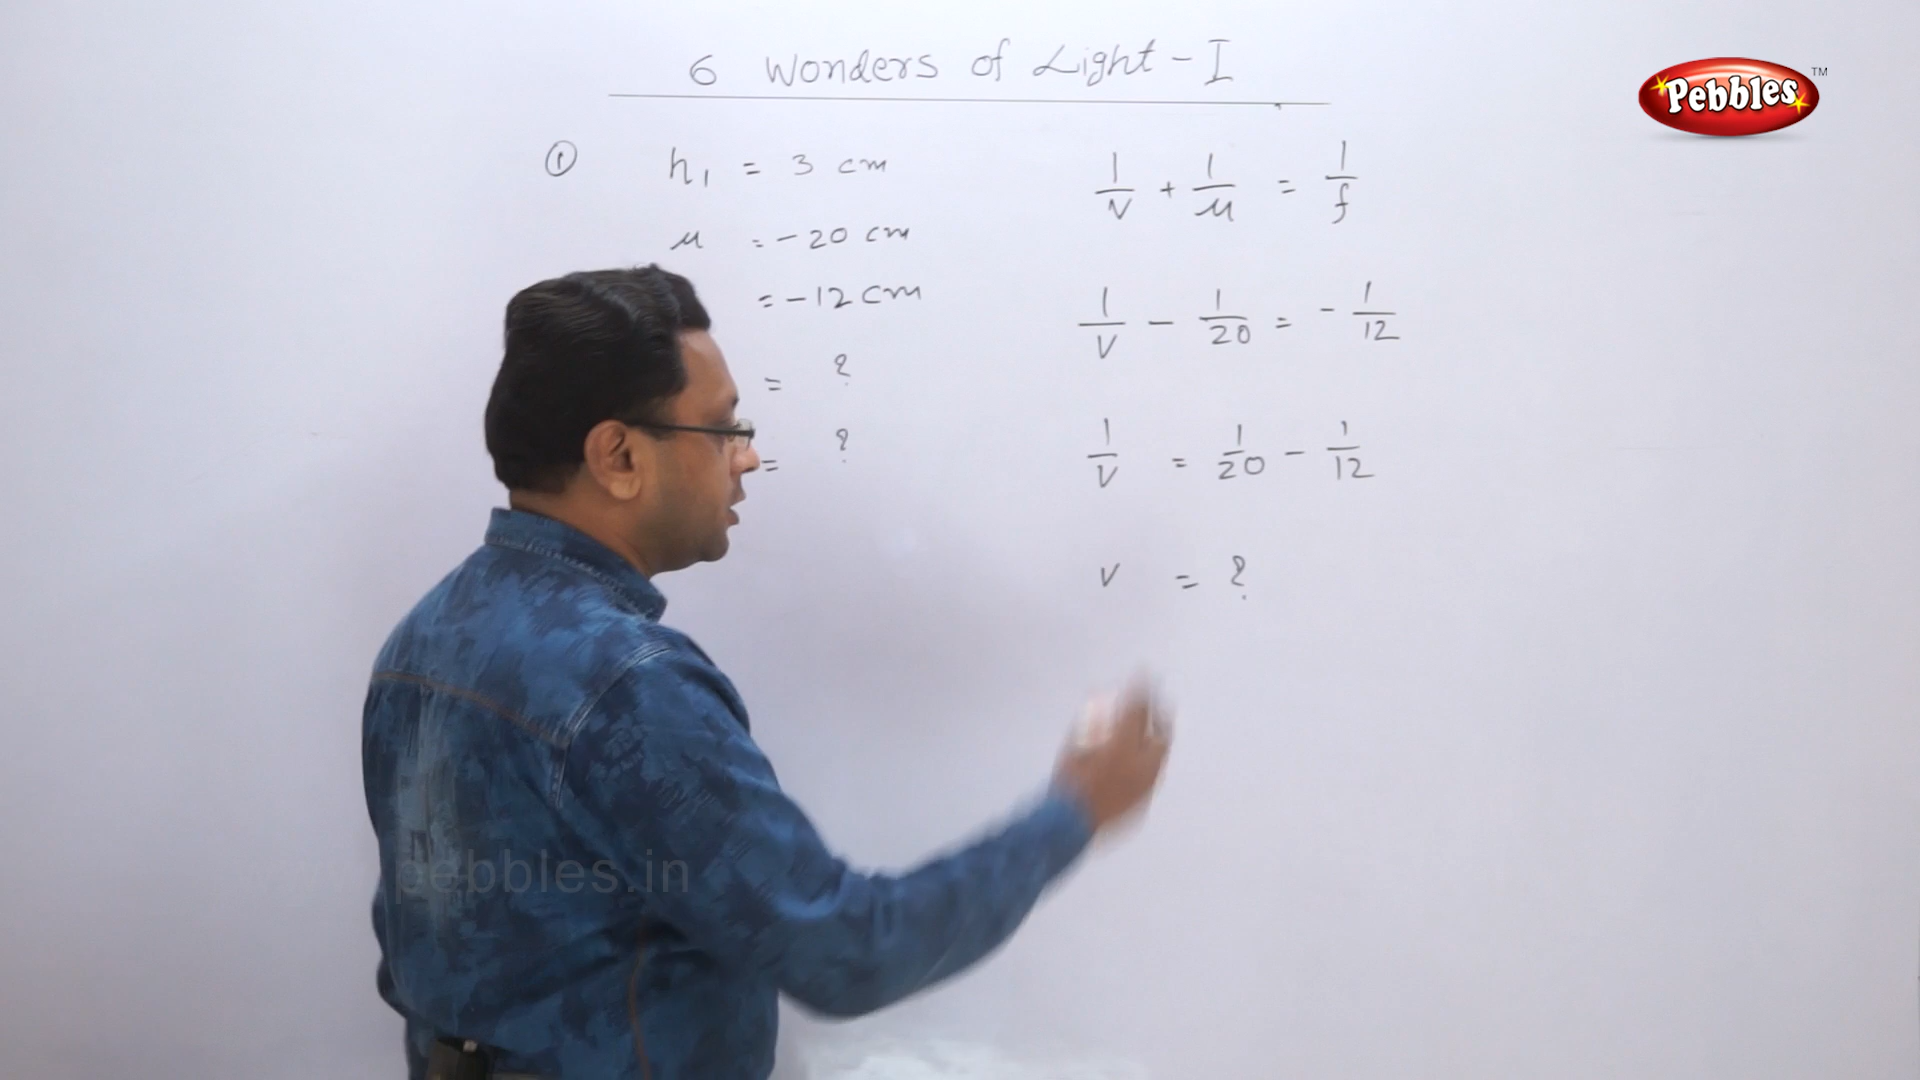 6 Wonders of Light - I
Pebbles TM
① h₁ = 3 cm
u = -20 cm
= -12 cm
= ?
= ?
1/v + 1/u = 1/f
1/v - 1/20 = - 1/12
1/v = 1/20 - 1/12
v = ?
www.pebbles.in